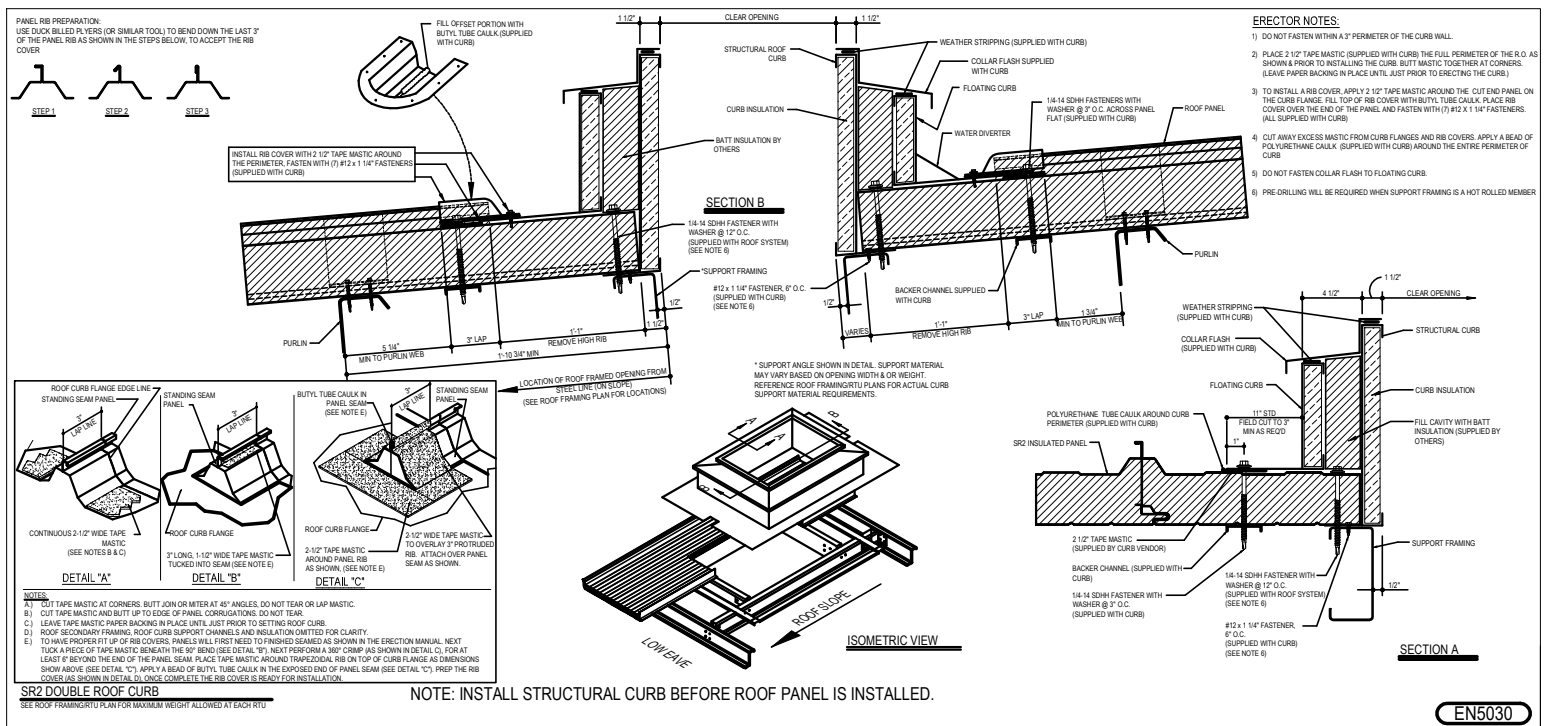 PANEL RIB PREPARATION:
USE DUCK BILLED PLYERS (OR SIMILAR TOOL) TO BEND DOWN THE LAST 3"
OF THE PANEL RIB AS SHOWN IN THE STEPS BELOW, TO ACCEPT THE RIB
COVER
STEP 1
STEP 2
STEP 3
FILL OFFSET PORTION WITH
BUTYL TUBE CAULK (SUPPLIED
WITH CURB)
INSTALL RIB COVER WITH 2 1/2" TAPE MASTIC AROUND
THE PERIMETER, FASTEN WITH (7) #12 x 1 1/4" FASTENERS
(SUPPLIED WITH CURB)
1 1/2"
CLEAR OPENING
1 1/2"
STRUCTURAL ROOF
CURB
WEATHER STRIPPING (SUPPLIED WITH CURB)
COLLAR FLASH SUPPLIED
WITH CURB
FLOATING CURB
CURB INSULATION
1/4-14 SDHH FASTENERS WITH
WASHER @ 3" O.C. ACROSS PANEL
FLAT (SUPPLIED WITH CURB)
ROOF PANEL
WATER DIVERTER
BATT INSULATION BY
OTHERS
SECTION B
1/4-14 SDHH FASTENER WITH
WASHER @ 12" O.C.
(SUPPLIED WITH ROOF SYSTEM)
(SEE NOTE 6)
*SUPPORT FRAMING
#12 x 1 1/4" FASTENER, 6" O.C.
(SUPPLIED WITH CURB)
(SEE NOTE 6)
BACKER CHANNEL SUPPLIED
WITH CURB
PURLIN
1/2"
1/2"
VARIES
1'-1"
REMOVE HIGH RIB
3" LAP
1 3/4"
MIN TO PURLIN WEB
PURLIN
5 1/4"
MIN TO PURLIN WEB
3" LAP
1'-1"
REMOVE HIGH RIB
1 1/2"
1'-10 3/4" MIN
LOCATION OF ROOF FRAMED OPENING FROM
STEEL LINE (ON SLOPE)
(SEE ROOF FRAMING PLAN FOR LOCATIONS)
* SUPPORT ANGLE SHOWN IN DETAIL. SUPPORT MATERIAL
MAY VARY BASED ON OPENING WIDTH & OR WEIGHT.
REFERENCE ROOF FRAMING/RTU PLANS FOR ACTUAL CURB
SUPPORT MATERIAL REQUIREMENTS.
ERECTOR NOTES:
1) DO NOT FASTEN WITHIN A 3" PERIMETER OF THE CURB WALL.
2) PLACE 2 1/2" TAPE MASTIC (SUPPLIED WITH CURB) THE FULL PERIMETER OF THE R.O. AS
SHOWN & PRIOR TO INSTALLING THE CURB. BUTT MASTIC TOGETHER AT CORNERS.
(LEAVE PAPER BACKING IN PLACE UNTIL JUST PRIOR TO ERECTING THE CURB.)
3) TO INSTALL A RIB COVER, APPLY 2 1/2" TAPE MASTIC AROUND THE CUT END PANEL ON
THE CURB FLANGE. FILL TOP OF RIB COVER WITH BUTYL TUBE CAULK. PLACE RIB
COVER OVER THE END OF THE PANEL AND FASTEN WITH (7) #12 X 1 1/4" FASTENERS.
(ALL SUPPLIED WITH CURB)
4) CUT AWAY EXCESS MASTIC FROM CURB FLANGES AND RIB COVERS. APPLY A BEAD OF
POLYURETHANE CAULK (SUPPLIED WITH CURB) AROUND THE ENTIRE PERIMETER OF
CURB
5) DO NOT FASTEN COLLAR FLASH TO FLOATING CURB.
6) PRE-DRILLING WILL BE REQUIRED WHEN SUPPORT FRAMING IS A HOT ROLLED MEMBER
ROOF CURB FLANGE EDGE LINE
STANDING SEAM PANEL
3"
LAP LINE
CONTINUOUS 2-1/2" WIDE TAPE
MASTIC
(SEE NOTES B & C)
DETAIL "A"
STANDING SEAM
PANEL
3"
LAP LINE
ROOF CURB FLANGE
3" LONG, 1-1/2" WIDE TAPE MASTIC
TUCKED INTO SEAM (SEE NOTE E)
DETAIL "B"
BUTYL TUBE CAULK IN
PANEL SEAM
(SEE NOTE E)
3"
LAP LINE
STANDING SEAM
PANEL
ROOF CURB FLANGE
2-1/2" TAPE MASTIC
AROUND PANEL RIB
AS SHOWN, (SEE NOTE E)
2-1/2" WIDE TAPE MASTIC
TO OVERLAY 3" PROTRUDED
RIB. ATTACH OVER PANEL
SEAM AS SHOWN.
DETAIL "C"
NOTES:
A.) CUT TAPE MASTIC AT CORNERS. BUTT JOIN OR MITER AT 45° ANGLES, DO NOT TEAR OR LAP MASTIC.
B.) CUT TAPE MASTIC AND BUTT UP TO EDGE OF PANEL CORRUGATIONS. DO NOT TEAR.
C.) LEAVE TAPE MASTIC PAPER BACKING IN PLACE UNTIL JUST PRIOR TO SETTING ROOF CURB.
D.) ROOF SECONDARY FRAMING, ROOF CURB SUPPORT CHANNELS AND INSULATION OMITTED FOR CLARITY.
E.) TO HAVE PROPER FIT UP OF RIB COVERS, PANELS WILL FIRST NEED TO FINISHED SEAMED AS SHOWN IN THE ERECTION MANUAL. NEXT
TUCK A PIECE OF TAPE MASTIC BENEATH THE 90° BEND (SEE DETAIL "B"). NEXT PERFORM A 360° CRIMP (AS SHOWN IN DETAIL C), FOR AT
LEAST 6" BEYOND THE END OF THE PANEL SEAM. PLACE TAPE MASTIC AROUND TRAPEZOIDAL RIB ON TOP OF CURB FLANGE AS DIMENSIONS
SHOW ABOVE (SEE DETAIL "C"). APPLY A BEAD OF BUTYL TUBE CAULK IN THE EXPOSED END OF PANEL SEAM (SEE DETAIL "C"). PREP THE RIB
COVER (AS SHOWN IN DETAIL D), ONCE COMPLETE THE RIB COVER IS READY FOR INSTALLATION.
SR2 DOUBLE ROOF CURB
SEE ROOF FRAMING/RTU PLAN FOR MAXIMUM WEIGHT ALLOWED AT EACH RTU
NOTE: INSTALL STRUCTURAL CURB BEFORE ROOF PANEL IS INSTALLED.
A
A
B
B
ROOF SLOPE
LOW EAVE
ISOMETRIC VIEW
1 1/2"
4 1/2"
CLEAR OPENING
WEATHER STRIPPING
(SUPPLIED WITH CURB)
COLLAR FLASH
(SUPPLIED WITH CURB)
STRUCTURAL CURB
FLOATING CURB
CURB INSULATION
11" STD
FIELD CUT TO 3"
MIN AS REQ'D
1"
FILL CAVITY WITH BATT
INSULATION (SUPPLIED BY
OTHERS)
POLYURETHANE TUBE CAULK AROUND CURB
PERIMETER (SUPPLIED WITH CURB)
SR2 INSULATED PANEL
2 1/2" TAPE MASTIC
(SUPPLIED BY CURB VENDOR)
BACKER CHANNEL (SUPPLIED WITH
CURB)
1/4-14 SDHH FASTENER WITH
WASHER @ 3" O.C.
(SUPPLIED WITH CURB)
1/4-14 SDHH FASTENER WITH
WASHER @ 12" O.C.
(SUPPLIED WITH ROOF SYSTEM)
(SEE NOTE 6)
#12 x 1 1/4" FASTENER,
6" O.C.
(SUPPLIED WITH CURB)
(SEE NOTE 6)
SUPPORT FRAMING
1/2"
SECTION A
EN5030